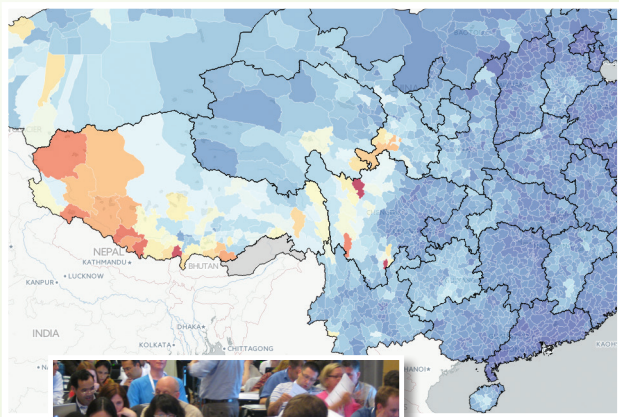 NEPAL
KATHMANDU
LUCKNOW
KANPUR
BHUTAN
INDIA
DHAKA
KOLKATA
CHITTAGONG
HANOI